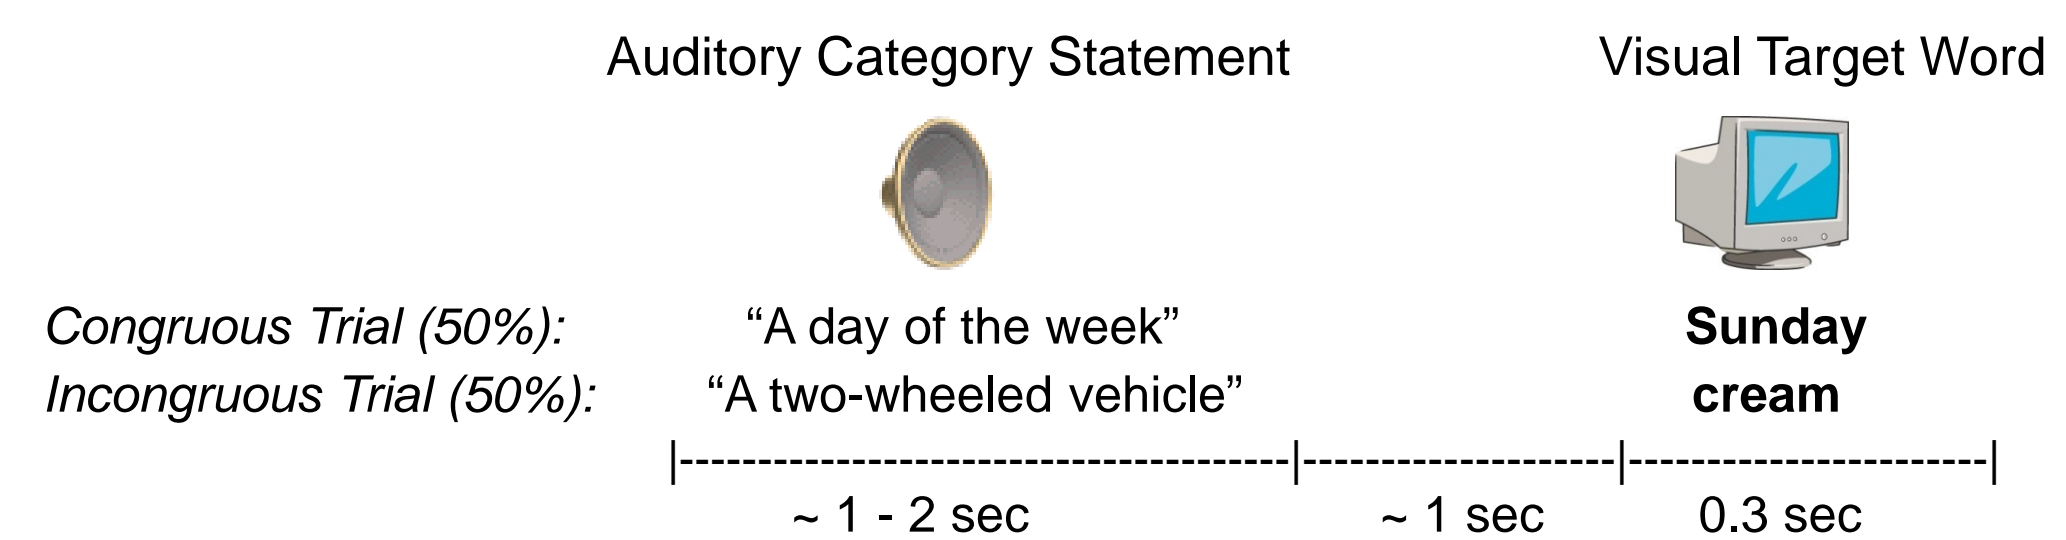 Auditory Category Statement Visual Target Word
Congruous Trial (50%): “A day of the week” Sunday
Incongruous Trial (50%): “A two-wheeled vehicle” cream
|---------------------------------------|--------------------|-----------------------|
~ 1 - 2 sec ~ 1 sec 0.3 sec